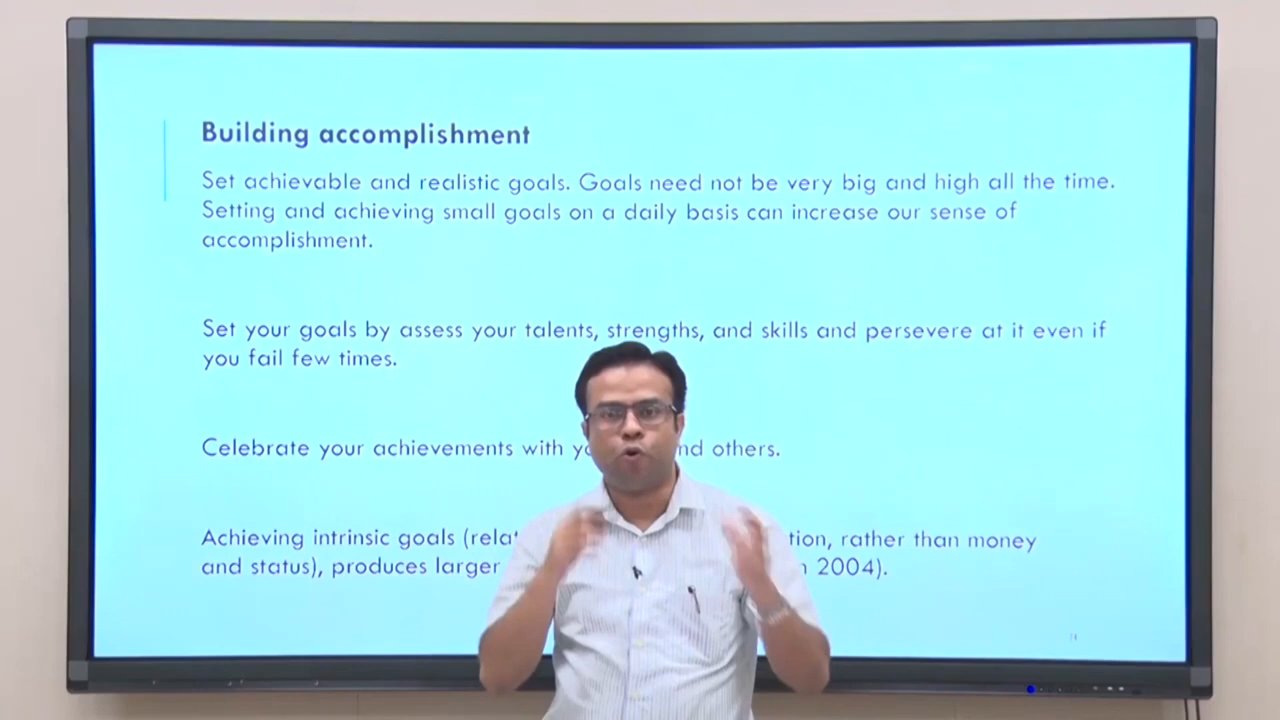 Building accomplishment
Set achievable and realistic goals. Goals need not be very big and high all the time.
Setting and achieving small goals on a daily basis can increase our sense of
accomplishment.
Set your goals by assess your talents, strengths, and skills and persevere at it even if
you fail few times.
Celebrate your achievements with others.
Achieving intrinsic goals rather than money
and status), produces larger 2004).